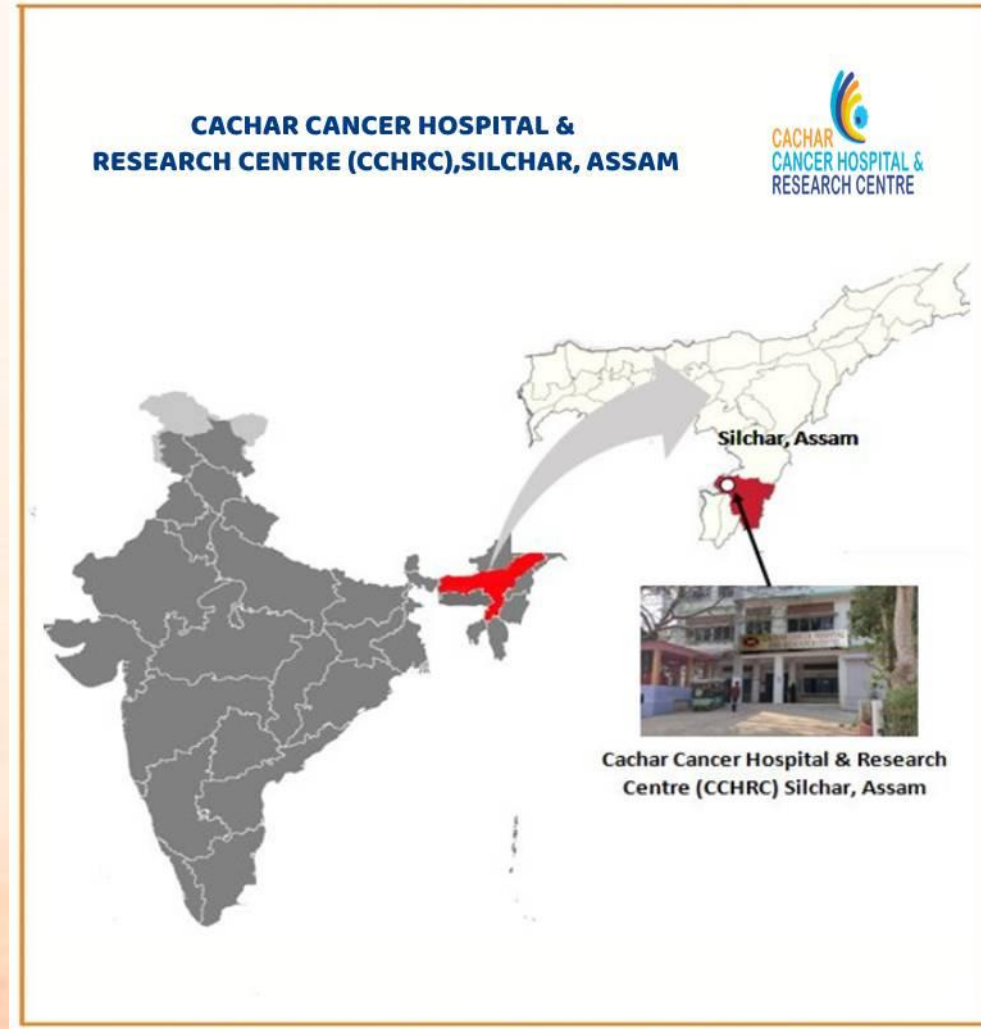 CACHAR CANCER HOSPITAL &
RESEARCH CENTRE (CCHRC),SILCHAR, ASSAM
CACHAR
CANCER HOSPITAL &
RESEARCH CENTRE
Silchar, Assam
Cachar Cancer Hospital & Research
Centre (CCHRC) Silchar, Assam